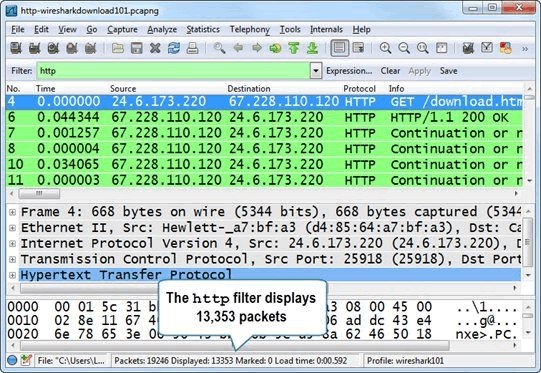 http-wiresharkdownload101.pcapng
File Edit View Go Capture Analyze Statistics Telephony Tools Internals Help
Filter: http Expression... Clear Apply Save
No. Time Source Destination Protocol Info
4 0.000000 24.6.173.220 67.228.110.120 HTTP GET /download.htm
6 0.044344 67.228.110.120 24.6.173.220 HTTP HTTP/1.1 200 OK
7 0.001257 67.228.110.120 24.6.173.220 HTTP Continuation or n
8 0.000004 67.228.110.120 24.6.173.220 HTTP Continuation or n
10 0.034065 67.228.110.120 24.6.173.220 HTTP Continuation or n
11 0.000003 67.228.110.120 24.6.173.220 HTTP Continuation or n
Frame 4: 668 bytes on wire (5344 bits), 668 bytes captured (5344
Ethernet II, Src: Hewlett-_a7:bf:a3 (d4:85:64:a7:bf:a3), Dst: Ca
Internet Protocol Version 4, Src: 24.6.173.220 (24.6.173.220), D
Transmission Control Protocol, Src Port: 25918 (25918), Dst Port
Hypertext Transfer Protocol
The http filter displays
13,353 packets
0000 00 01 5c 31 a3 08 00 45 00 ..\1....
0010 02 8e 11 67 06 ad dc 43 e4 ...g@...
0020 6e 78 65 3e 62 46 50 18 nxe>.PC.
File: "C:\Users\L... Packets: 19246 Displayed: 13353 Marked: 0 Load time: 0:00.592 Profile: wireshark101